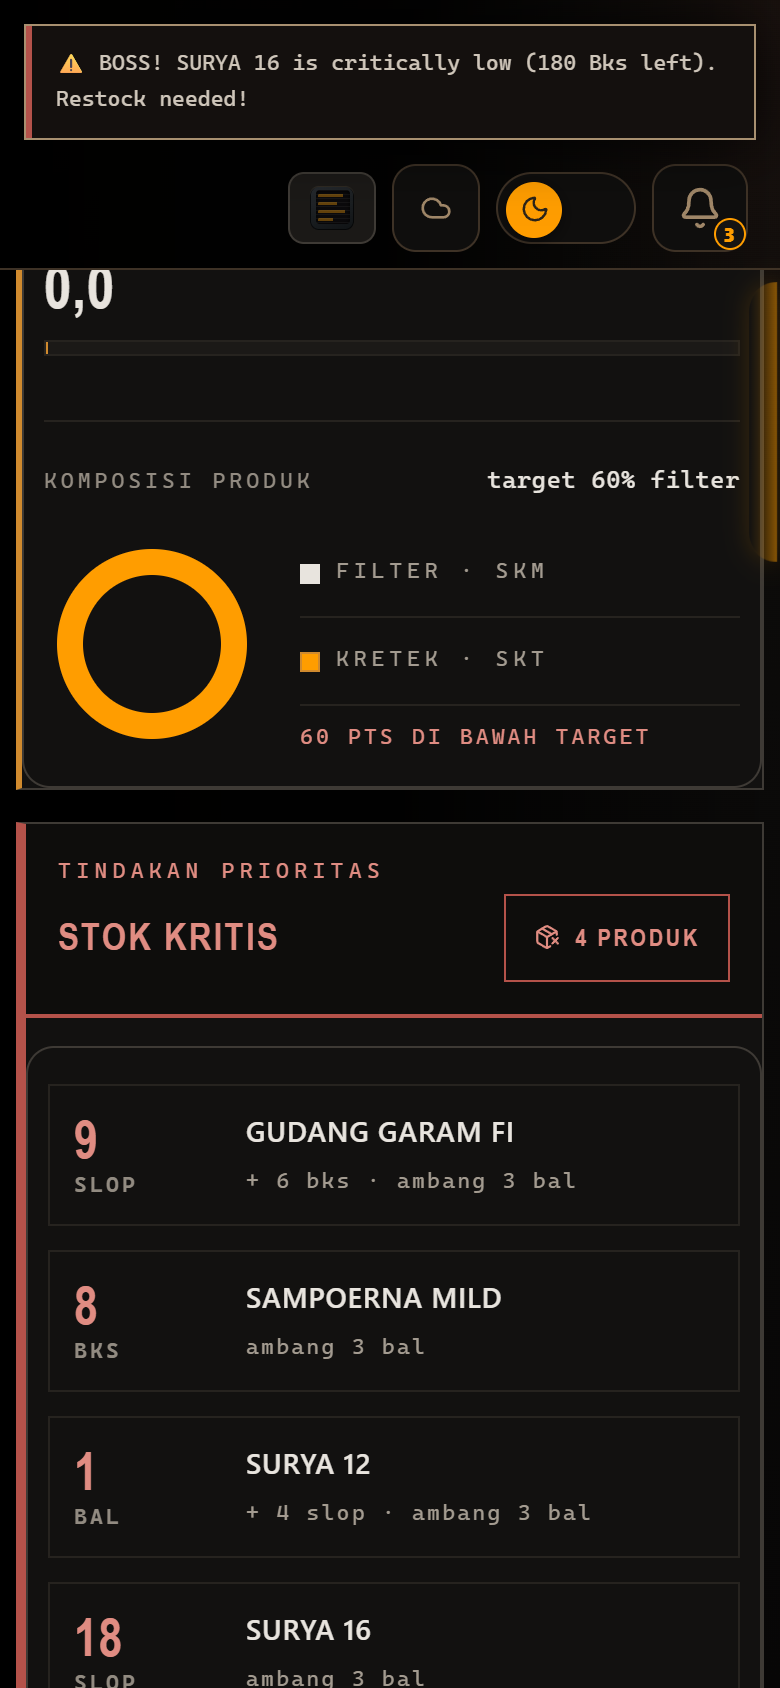 ⚠️ BOSS! SURYA 16 is critically low (180 Bks left).
Restock needed!
3
0,0
KOMPOSISI PRODUK
target 60% filter
FILTER · SKM
KRETEK · SKT
60 PTS DI BAWAH TARGET
TINDAKAN PRIORITAS
STOK KRITIS
4 PRODUK
9
SLOP
GUDANG GARAM FI
+ 6 bks · ambang 3 bal
8
BKS
SAMPOERNA MILD
ambang 3 bal
1
BAL
SURYA 12
+ 4 slop · ambang 3 bal
18
SLOP
SURYA 16
ambang 3 bal